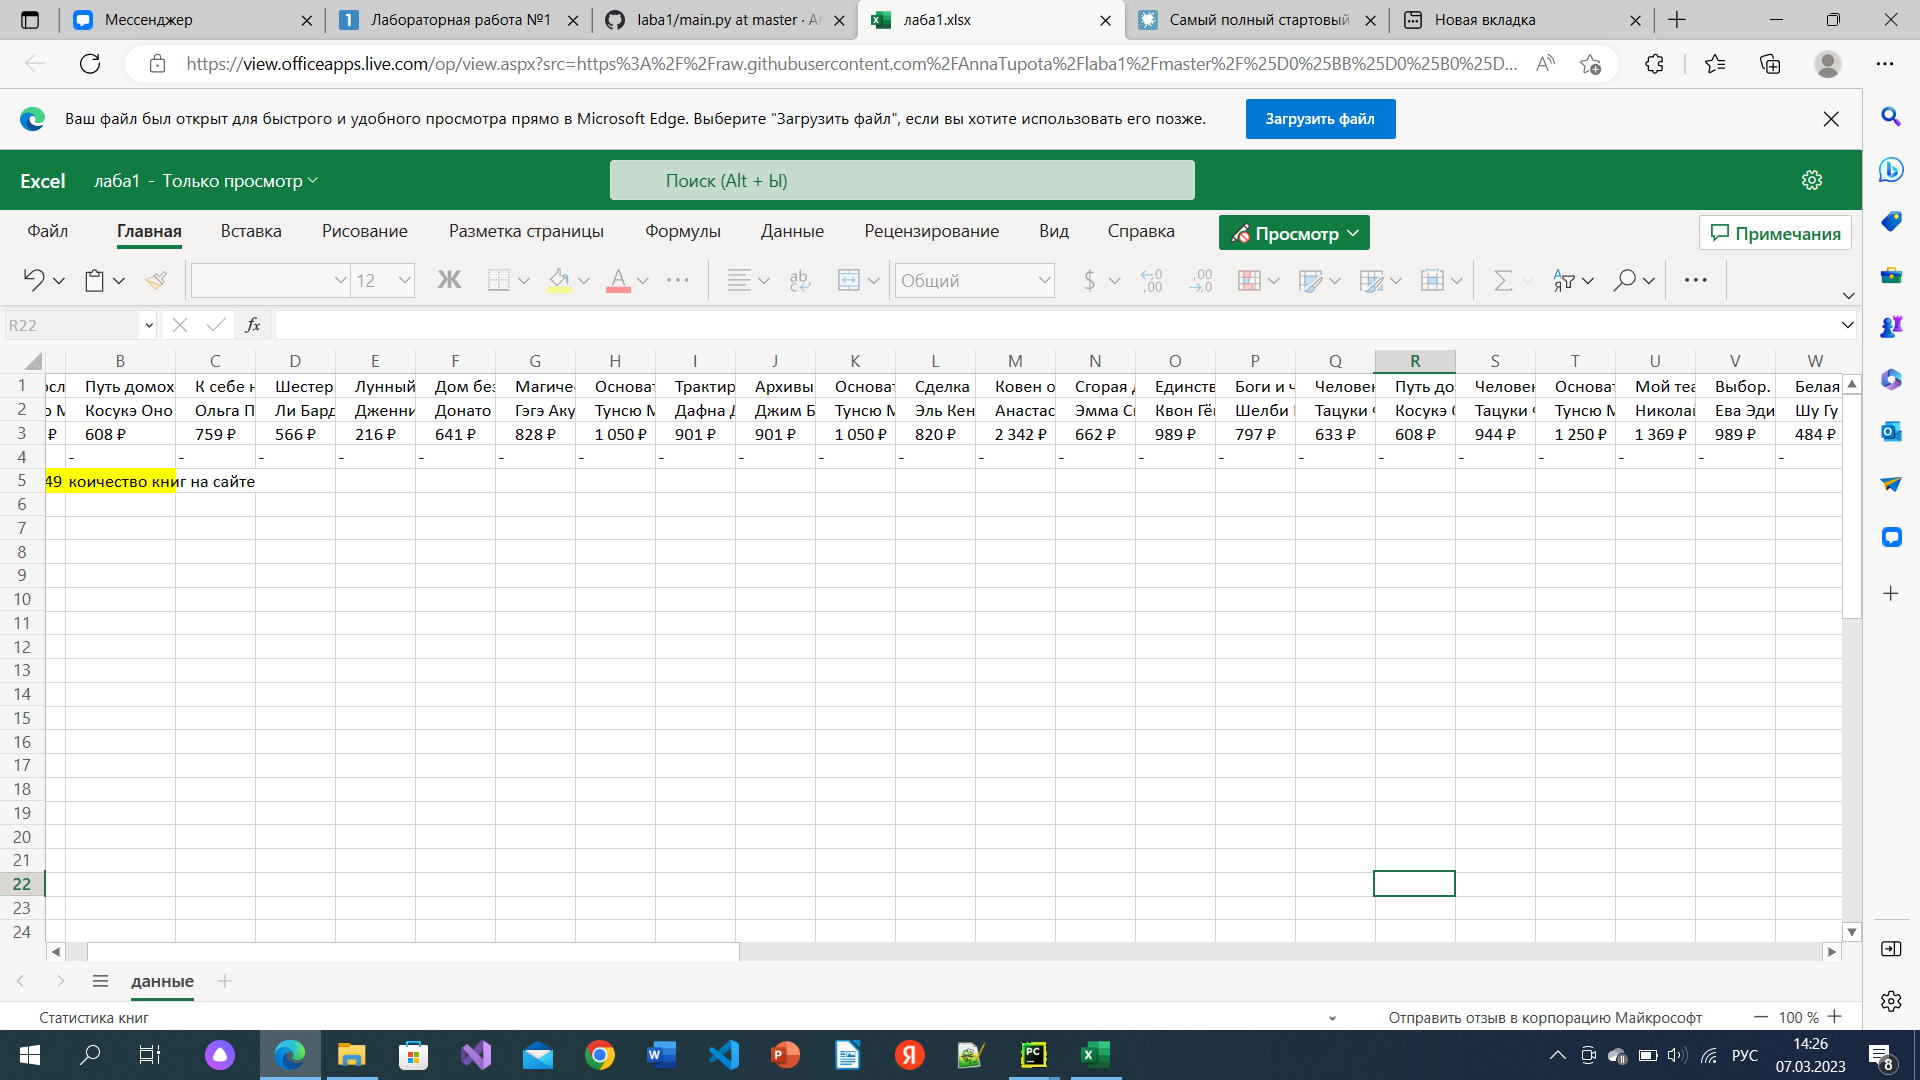 Мессенджер
Лабораторная работа №1
laba1/main.py at master · A
лаба1.xlsx
Самый полный стартовый
Новая вкладка
https://view.officeapps.live.com/op/view.aspx?src=https%3A%2F%2Fraw.githubusercontent.com%2FAnnaTupota%2Flaba1%2Fmaster%2F%25D0%25BB%25D0%25B0%25D...
Ваш файл был открыт для быстрого и удобного просмотра прямо в Microsoft Edge. Выберите "Загрузить файл", если вы хотите использовать его позже.
Загрузить файл
Excel лаба1 - Только просмотр
Поиск (Alt + Ы)
Файл Главная Вставка Рисование Разметка страницы Формулы Данные Рецензирование Вид Справка Просмотр Примечания
12 Ж Общий
R22 fx
B C D E F G H I J K L M N O P Q R S T U V W
1 Путь домох К себе н Шестер Лунный Дом без Магичес Основат Трактир Архивы Основат Сделка Ковен о Сгорая д Единств Боги и ч Человек Путь до Человек Основат Мой теа Выбор. Белая
2 Косукэ Оно Ольга П Ли Бард Дженни Донато Гэгэ Аку Тунсю М Дафна Д Джим Б Тунсю М Эль Кен Анастас Эмма С Квон Гё Шелби Тацуки Косукэ Тацуки Тунсю М Николай Ева Эди Шу Гу
3 ₽ 608 ₽ 759 ₽ 566 ₽ 216 ₽ 641 ₽ 828 ₽ 1 050 ₽ 901 ₽ 901 ₽ 1 050 ₽ 820 ₽ 2 342 ₽ 662 ₽ 989 ₽ 797 ₽ 633 ₽ 608 ₽ 944 ₽ 1 250 ₽ 1 369 ₽ 989 ₽ 484 ₽
4 - - - - - - - - - - - - - - - - - - - - - -
5 49 коичество книг на сайте
6
7
8
9
10
11
12
13
14
15
16
17
18
19
20
21
22
23
24
данные
Статистика книг
Отправить отзыв в корпорацию Майкрософт
100 %
РУС
14:26
07.03.2023
8